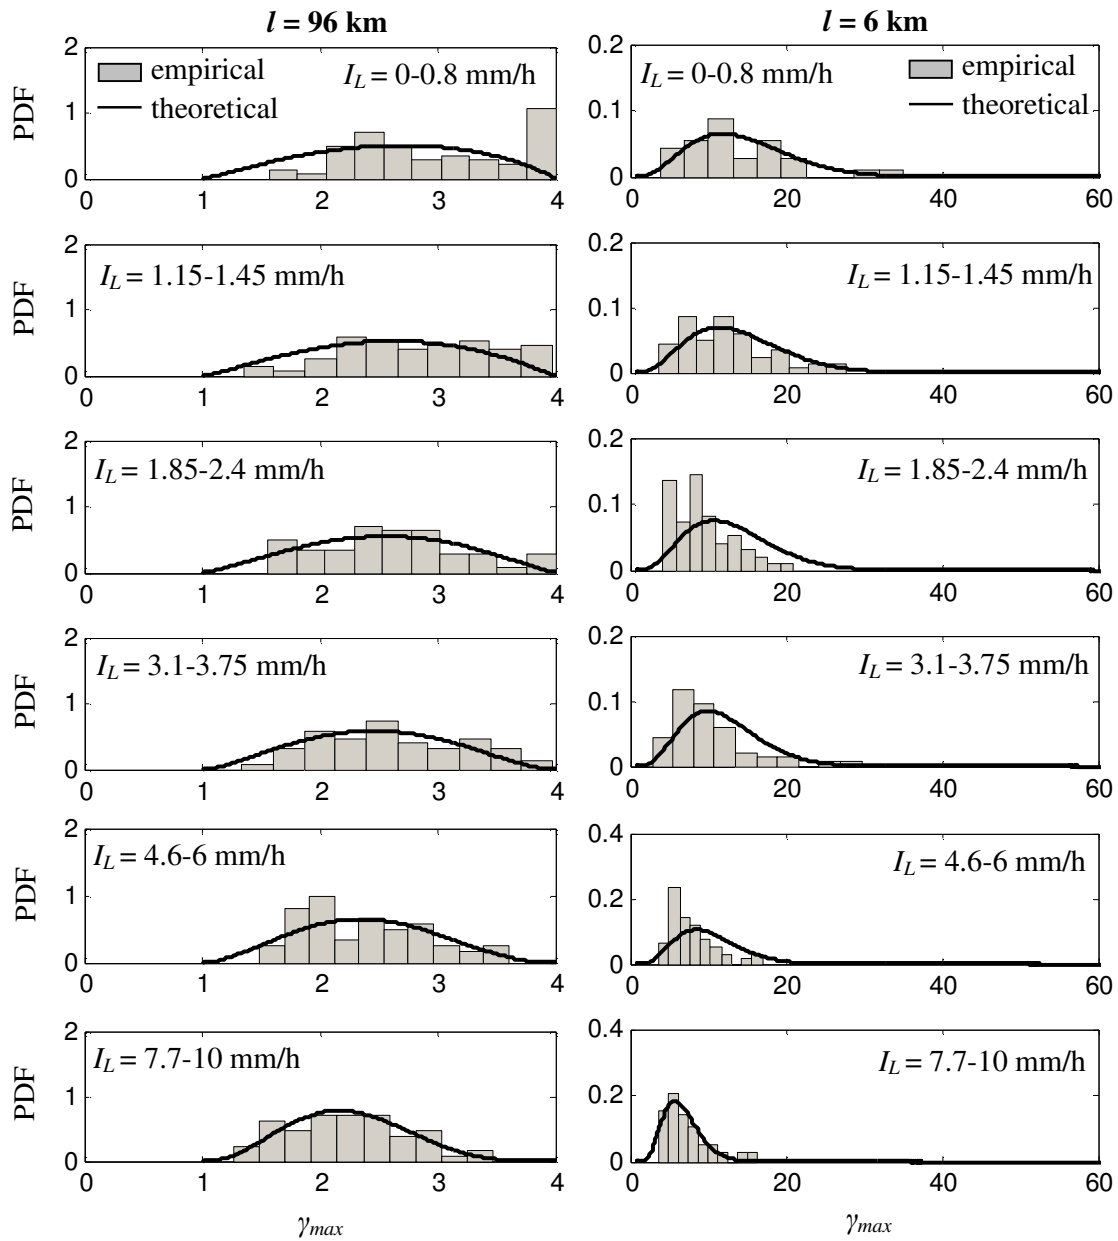 l = 96 km
l = 6 km
2
1
0
PDF
empirical
theoretical
I_L = 0-0.8 mm/h
0 1 2 3 4
0.2
0.1
0
I_L = 0-0.8 mm/h
empirical
theoretical
0 20 40 60
2
1
0
PDF
I_L = 1.15-1.45 mm/h
0 1 2 3 4
0.2
0.1
0
I_L = 1.15-1.45 mm/h
0 20 40 60
2
1
0
PDF
I_L = 1.85-2.4 mm/h
0 1 2 3 4
0.2
0.1
0
I_L = 1.85-2.4 mm/h
0 20 40 60
2
1
0
PDF
I_L = 3.1-3.75 mm/h
0 1 2 3 4
0.2
0.1
0
I_L = 3.1-3.75 mm/h
0 20 40 60
2
1
0
PDF
I_L = 4.6-6 mm/h
0 1 2 3 4
0.4
0.2
0
I_L = 4.6-6 mm/h
0 20 40 60
2
1
0
PDF
I_L = 7.7-10 mm/h
0 1 2 3 4
γmax
0.4
0.2
0
I_L = 7.7-10 mm/h
0 20 40 60
γmax